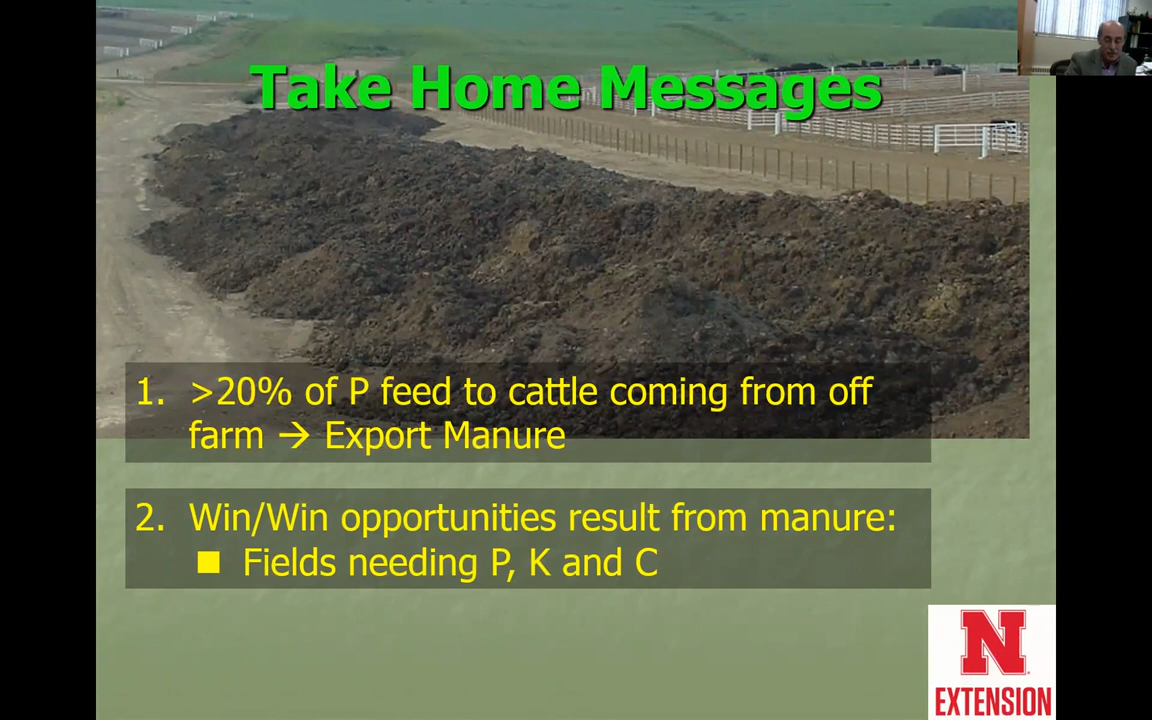 Take Home Messages
1. >20% of P feed to cattle coming from off
farm → Export Manure
2. Win/Win opportunities result from manure:
■ Fields needing P, K and C
N
EXTENSION